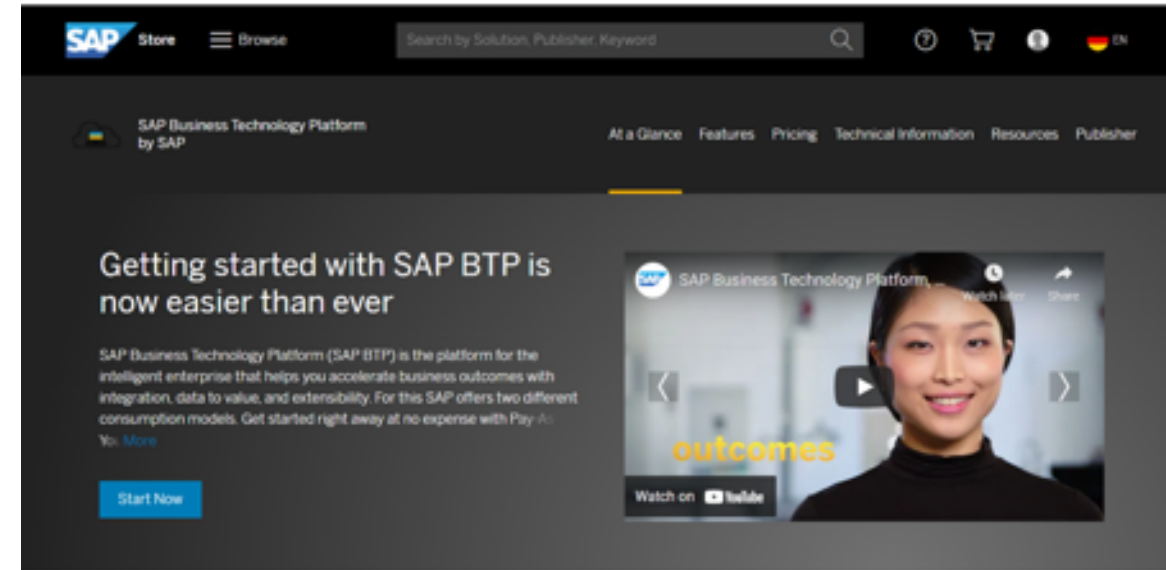 SAP Store Browse Search by Solution, Publisher, Keyword EN
SAP Business Technology Platform
by SAP
At a Glance Features Pricing Technical Information Resources Publisher
Getting started with SAP BTP is
now easier than ever
SAP Business Technology Platform (SAP BTP) is the platform for the
intelligent enterprise that helps you accelerate business outcomes with
integration, data to value, and extensibility. For this SAP offers two different
consumption models. Get started right away at no expense with Pay-As
You More
Start Now
SAP SAP Business Technology Platform, ...
Watch later Share
outcomes
Watch on YouTube